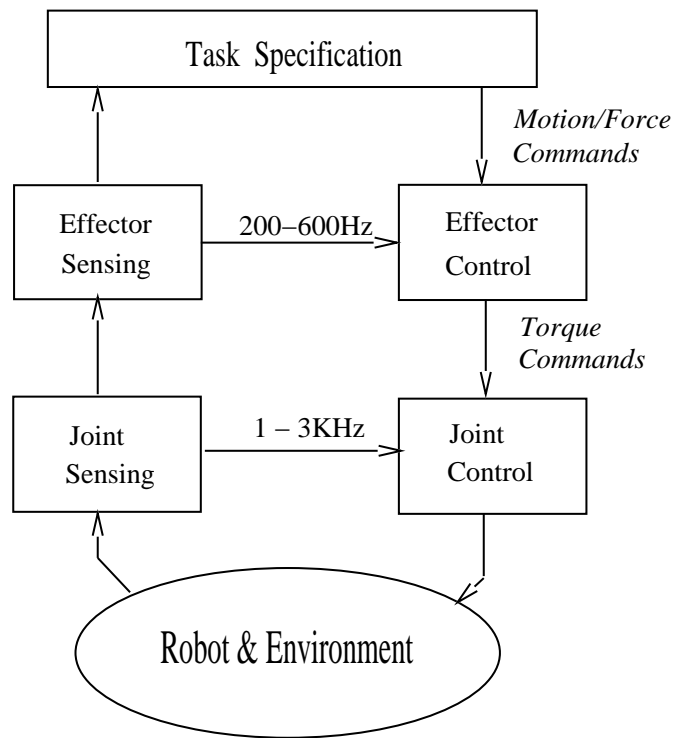 Task Specification
Motion/Force
Commands
Effector
Sensing
200–600Hz
Effector
Control
Torque
Commands
Joint
Sensing
1 – 3KHz
Joint
Control
Robot & Environment